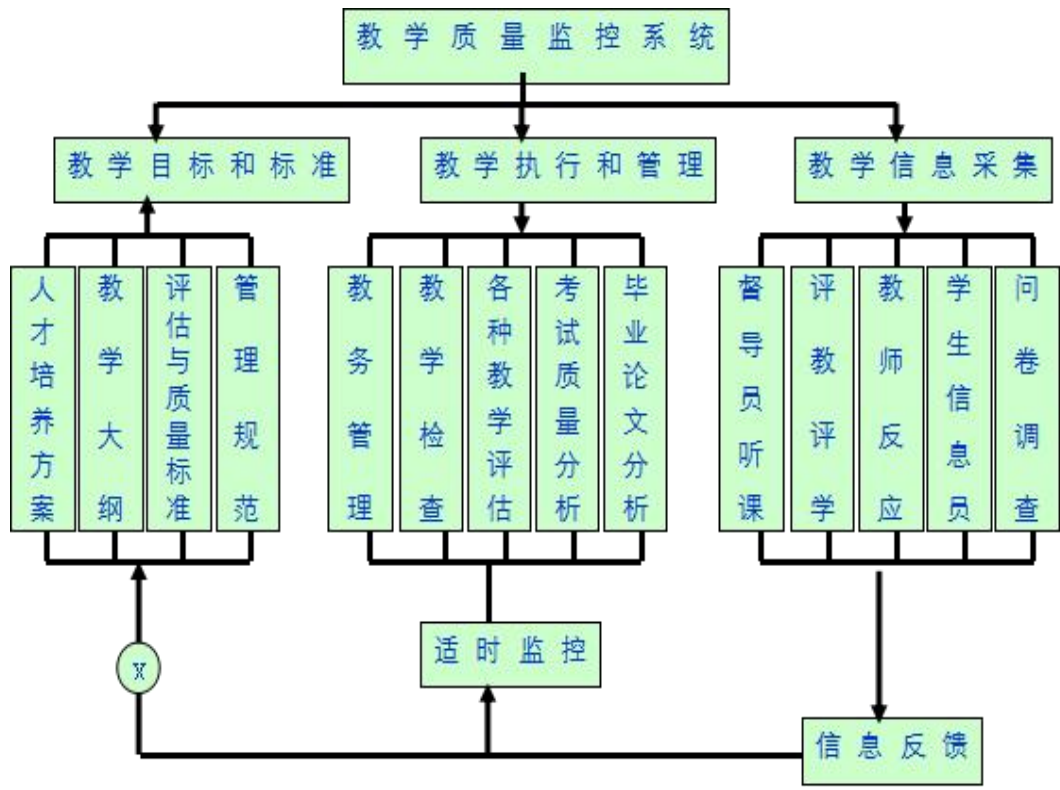 教学质量监控系统
教学目标和标准
教学执行和管理
教学信息采集
人才培养方案
教学大纲
评估与质量标准
管理规范
教务管理
教学检查
各种教学评估
考试质量分析
毕业论文分析
督导员听课
评教评学
教师反应
学生信息员
问卷调查
适时监控
x
信息反馈